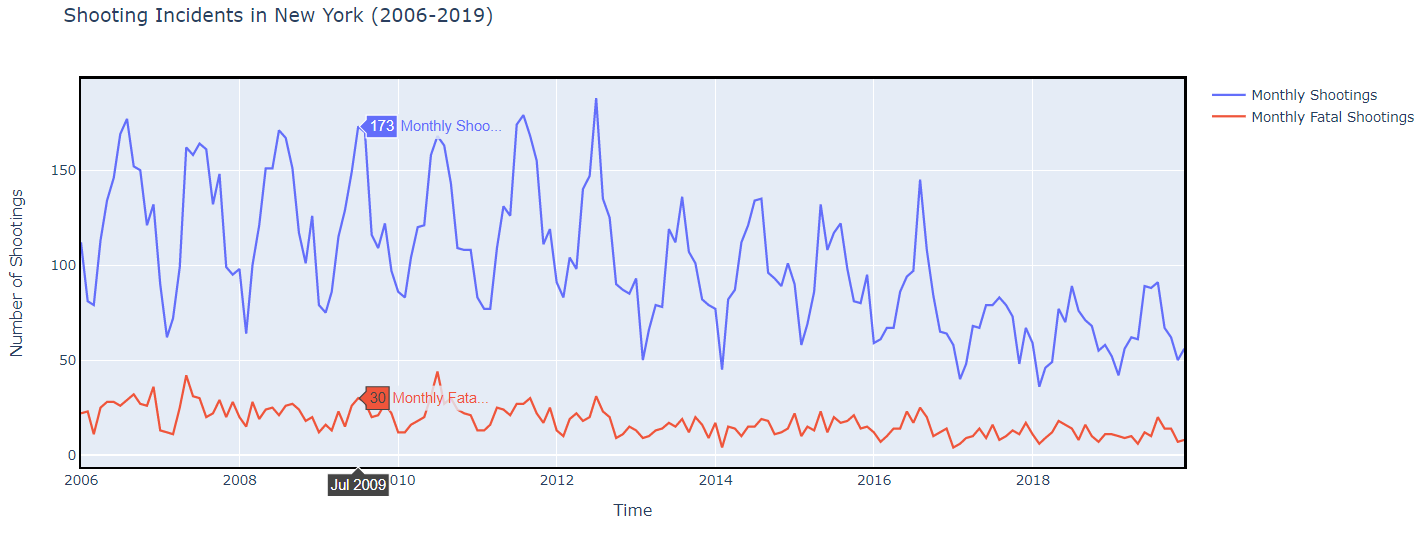 Shooting Incidents in New York (2006-2019)
Monthly Shootings
Monthly Fatal Shootings
173 Monthly Shoo...
30 Monthly Fata...
Number of Shootings
150
100
50
0
2006 2008 010 2012 2014 2016 2018
Jul 2009
Time